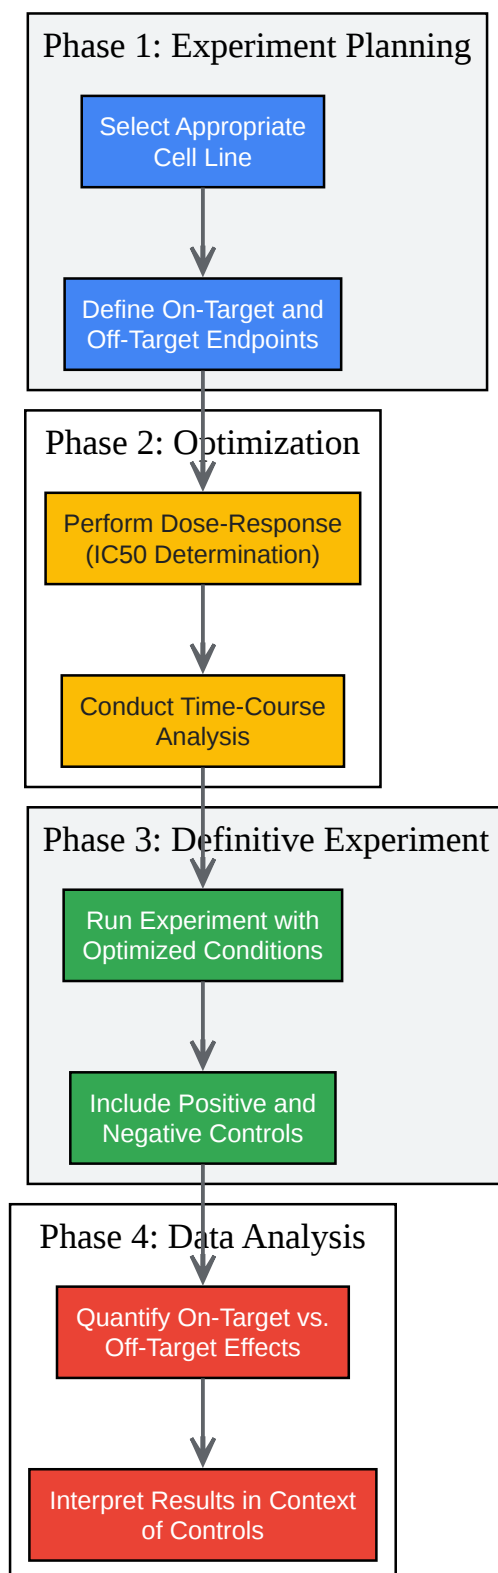 Phase 1: Experiment Planning
Select Appropriate
Cell Line
Define On-Target and
Off-Target Endpoints
Phase 2: Optimization
Perform Dose-Response
(IC50 Determination)
Conduct Time-Course
Analysis
Phase 3: Definitive Experiment
Run Experiment with
Optimized Conditions
Include Positive and
Negative Controls
Phase 4: Data Analysis
Quantify On-Target vs.
Off-Target Effects
Interpret Results in Context
of Controls